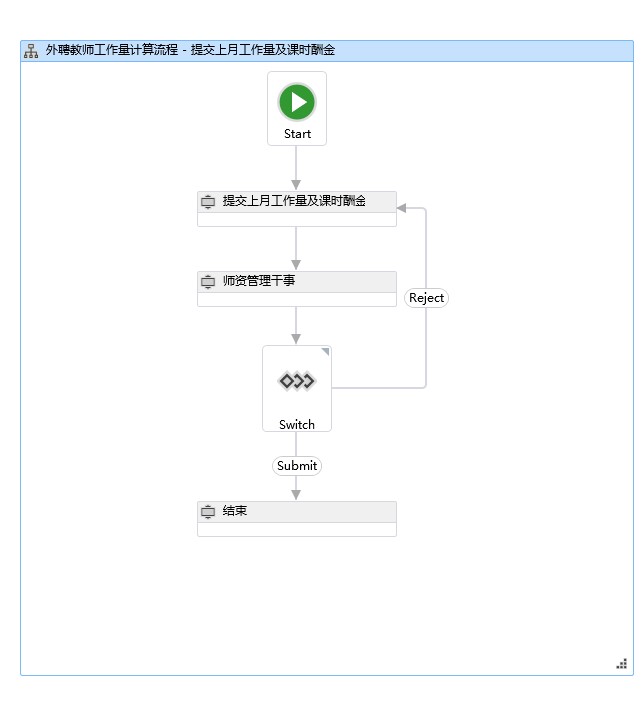 外聘教师工作量计算流程 - 提交上月工作量及课时酬金
Start
提交上月工作量及课时酬金
师资管理干事
Reject
Switch
Submit
结束